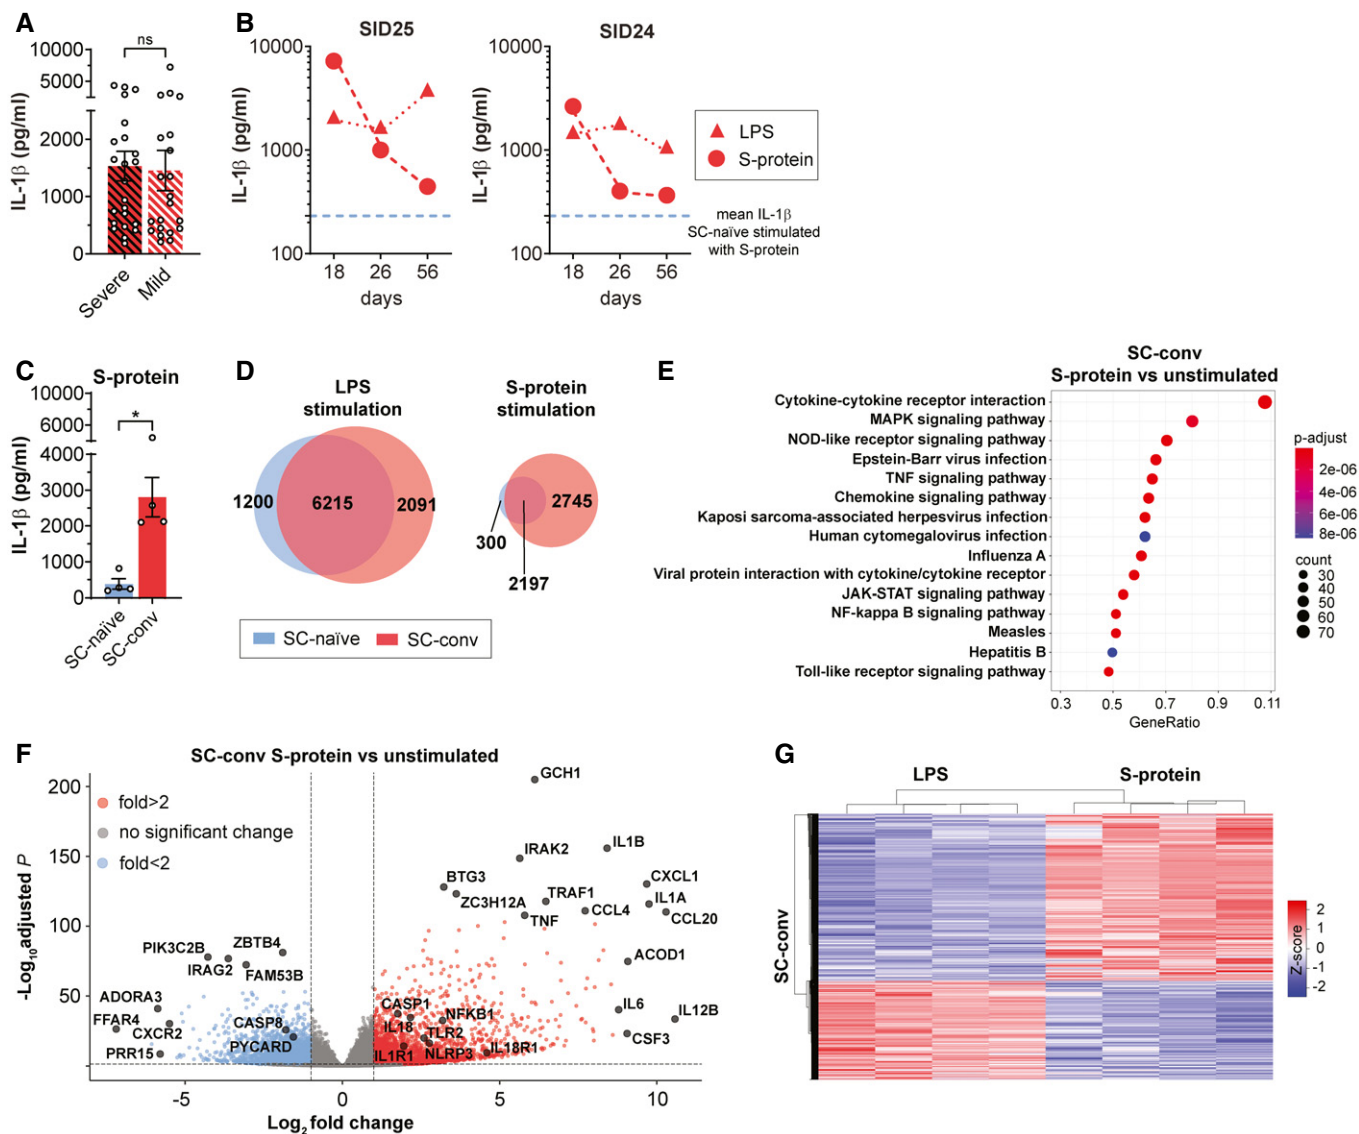 A
10000
5000
2000
1000
0
IL-1β (pg/ml)
ns
Severe
Mild
B
SID25
10000
1000
100
IL-1β (pg/ml)
18 26 56
days
SID24
10000
1000
100
IL-1β (pg/ml)
18 26 56
days
LPS
S-protein
mean IL-1β
SC-naïve stimulated
with S-protein
C
S-protein
10000
5000
4000
3000
2000
1000
0
IL-1β (pg/ml)
*
SC-naïve
SC-conv
D
LPS
stimulation
1200
6215
2091
S-protein
stimulation
2745
300
2197
SC-naïve
SC-conv
E
SC-conv
S-protein vs unstimulated
Cytokine-cytokine receptor interaction
MAPK signaling pathway
NOD-like receptor signaling pathway
Epstein-Barr virus infection
TNF signaling pathway
Chemokine signaling pathway
Kaposi sarcoma-associated herpesvirus infection
Human cytomegalovirus infection
Influenza A
Viral protein interaction with cytokine/cytokine receptor
JAK-STAT signaling pathway
NF-kappa B signaling pathway
Measles
Hepatitis B
Toll-like receptor signaling pathway
0.3 0.5 0.7 0.9 0.11
GeneRatio
p-adjust
2e-06
4e-06
6e-06
8e-06
count
30
40
50
60
70
F
SC-conv S-protein vs unstimulated
200
150
100
50
-Log10adjusted P
fold>2
no significant change
fold<2
GCH1
IRAK2
IL1B
BTG3
CXCL1
ZC3H12A
TRAF1
IL1A
CCL4
CCL20
TNF
ZBTB4
PIK3C2B
IRAG2
FAM53B
ACOD1
ADORA3
FFAR4
CXCR2
PRR15
CASP8
PYCARD
CASP1
IL18
NFKB1
TLR2
IL1R1
NLRP3
IL18R1
IL6
IL12B
CSF3
-5 0 5 10
Log2 fold change
G
LPS
S-protein
SC-conv
Z-score
2
1
0
-1
-2